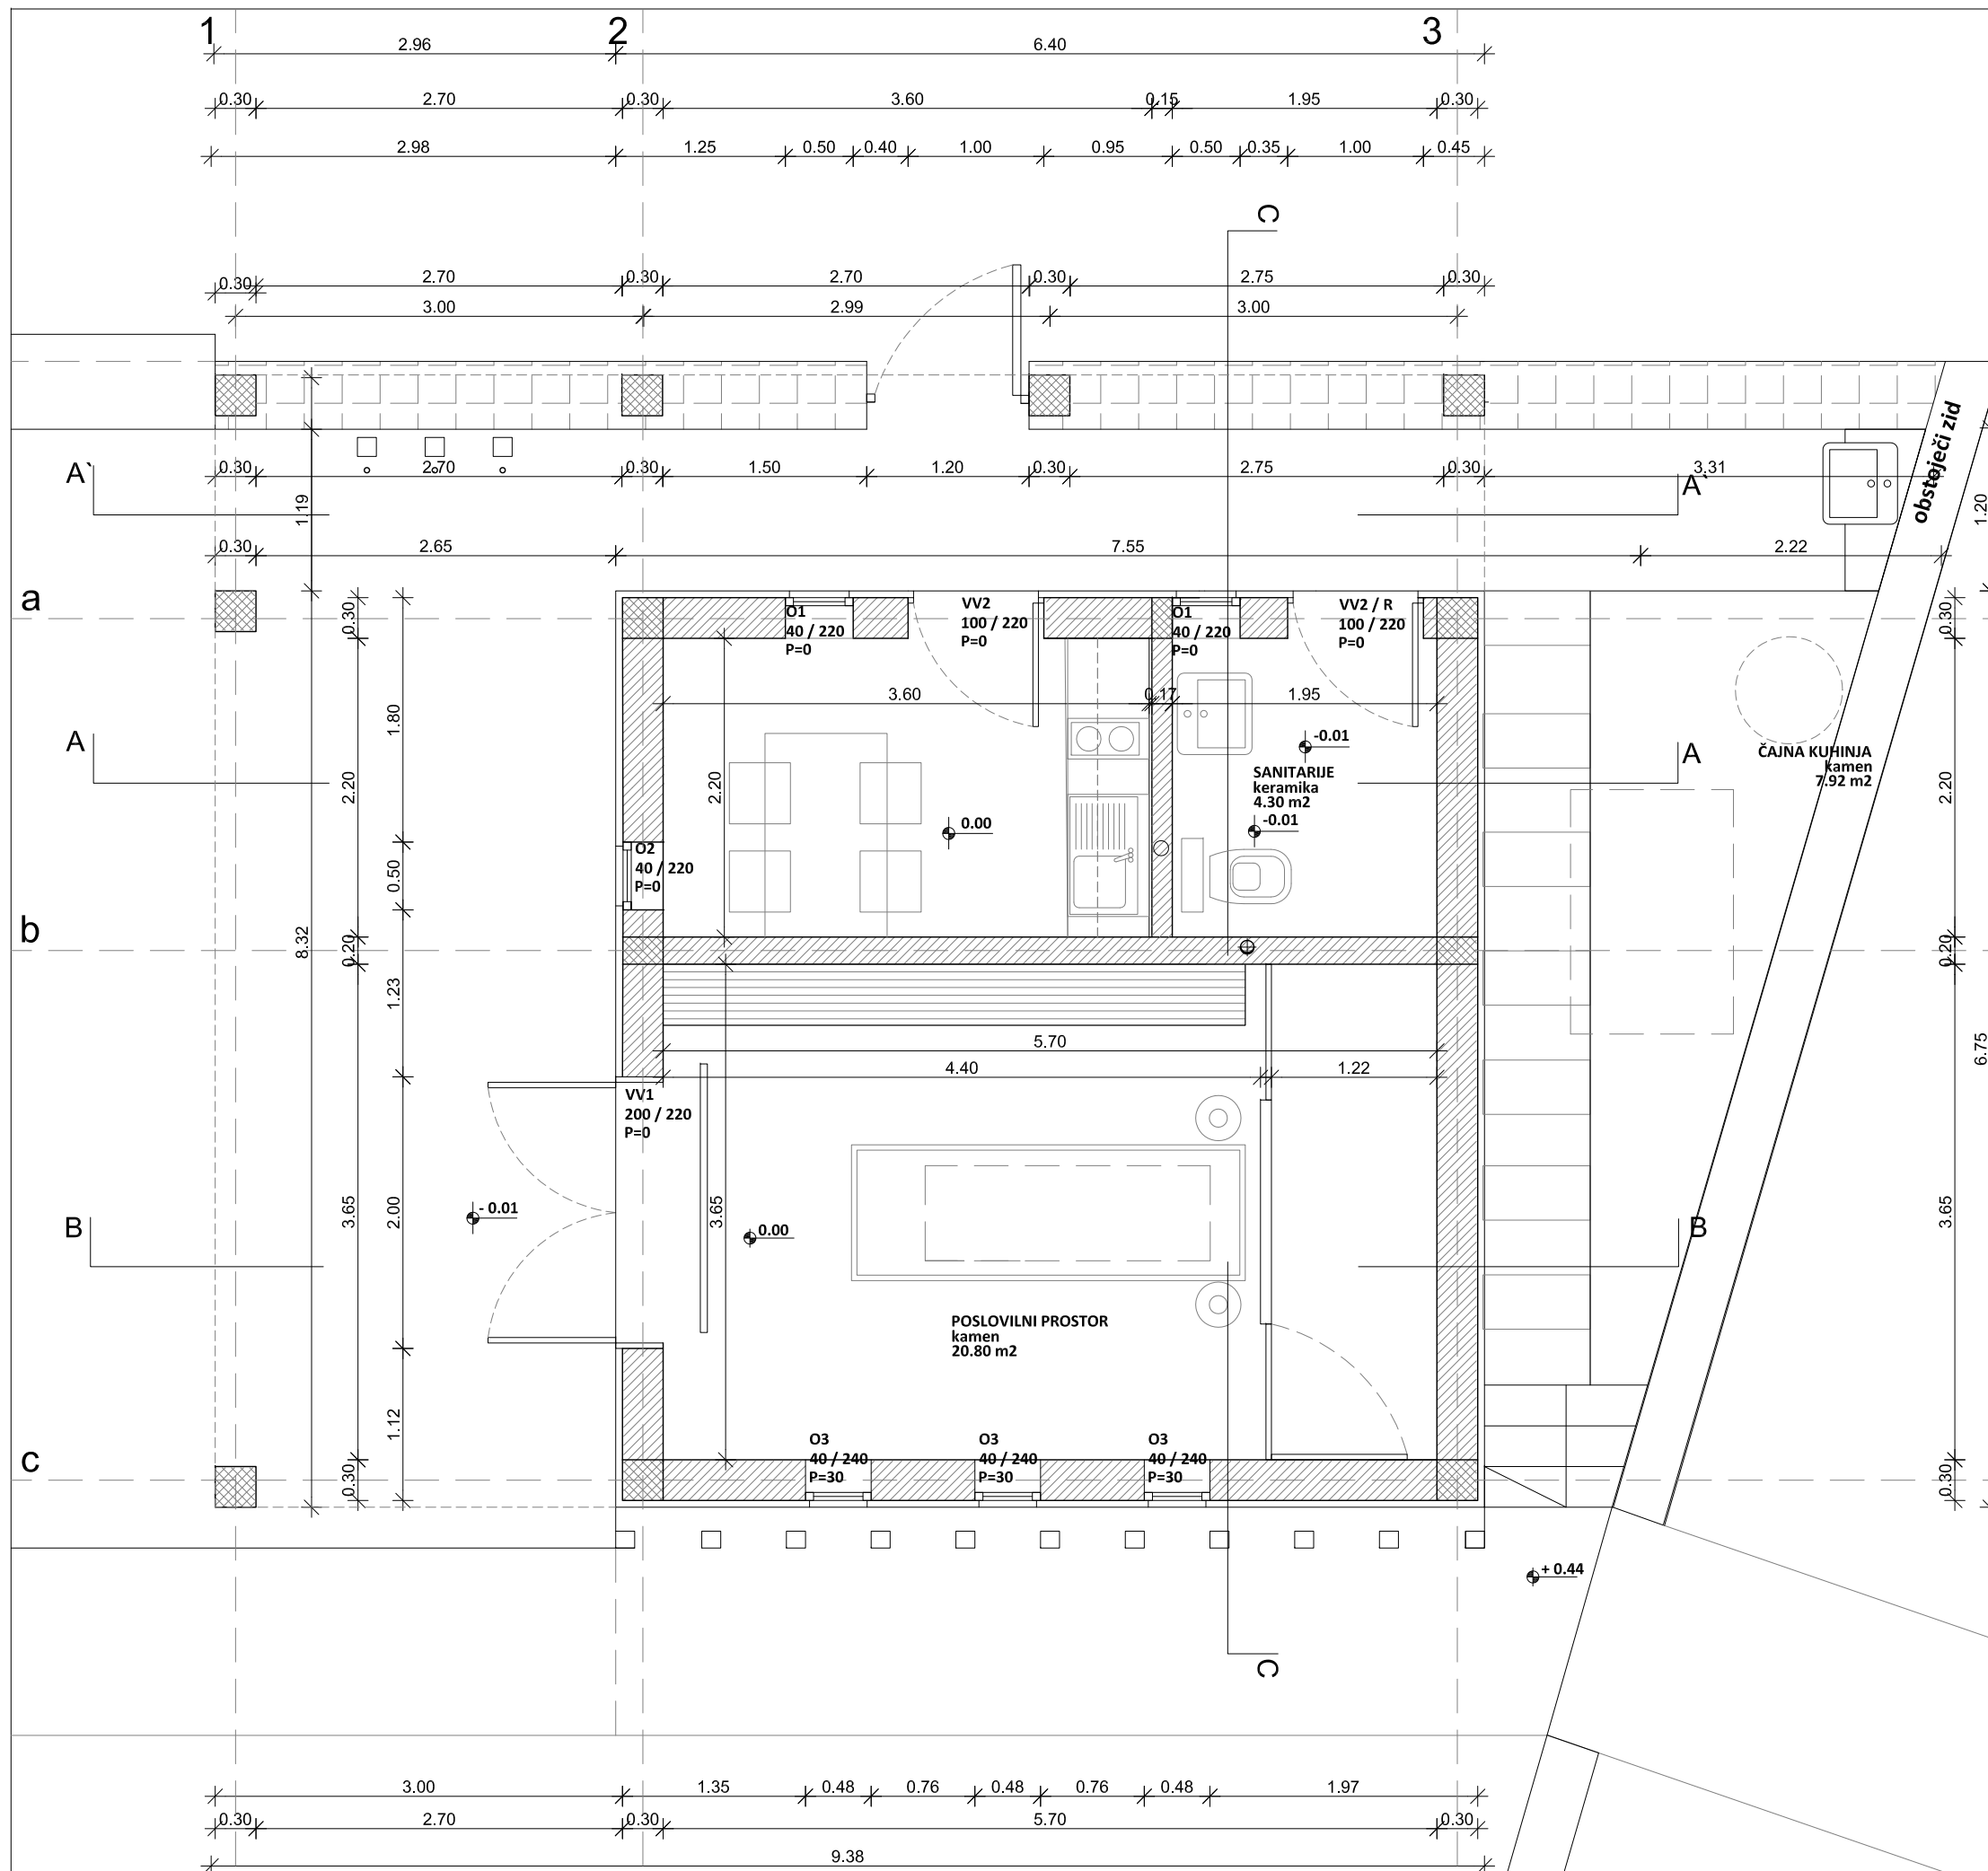 1 2 3
2.96 6.40
0.30 2.70 0.30 3.60 0.15 1.95 0.30
2.98 1.25 0.50 0.40 1.00 0.95 0.50 0.35 1.00 0.45
C
0.30 2.70 0.30 2.70 0.30 2.75 0.30
3.00 2.99 3.00
obstoječi zid
A` A`
0.30 2.70 0.30 1.50 1.20 0.30 2.75 0.30 3.31
1.19
1.20
0.30 2.65 7.55 2.22
a
0.30
0.30
O1
40 / 220
P=0
VV2
100 / 220
P=0
O1
40 / 220
P=0
VV2 / R
100 / 220
P=0
3.60 0.17 1.95
1.80
A A
-0.01
SANITARIJE
keramika
4.30 m2
-0.01
ČAJNA KUHINJA
kamen
7.92 m2
2.20
2.20
2.20
0.00
O2
40 / 220
P=0
0.50
b
8.32
0.20
0.20
1.23
5.70
4.40 1.22
6.75
VV1
200 / 220
P=0
B B
3.65
2.00
3.65
3.65
- 0.01
0.00
POSLOVILNI PROSTOR
kamen
20.80 m2
1.12
c
0.30
0.30
O3
40 / 240
P=30
O3
40 / 240
P=30
O3
40 / 240
P=30
+ 0.44
C
3.00 1.35 0.48 0.76 0.48 0.76 0.48 1.97
0.30 2.70 0.30 5.70 0.30
9.38